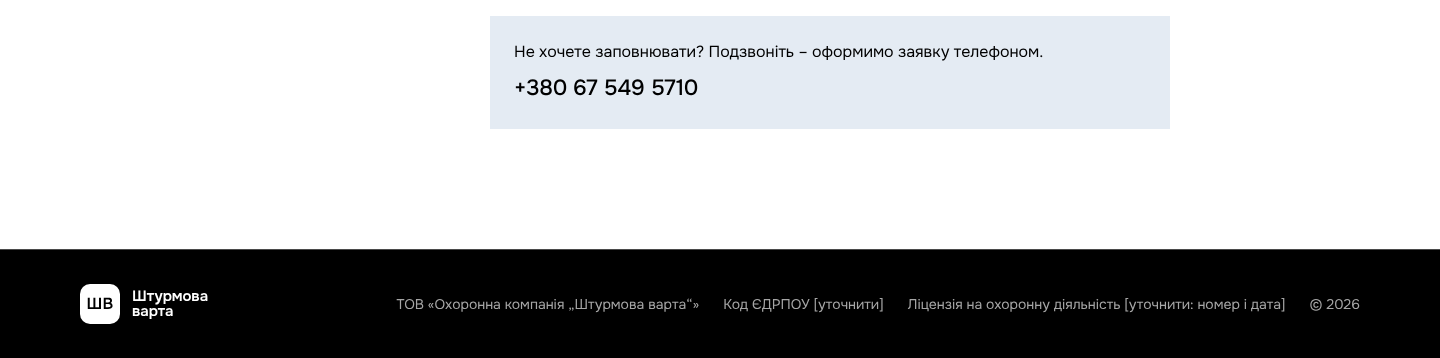 Не хочете заповнювати? Подзвоніть – оформимо заявку телефоном.
+380 67 549 5710
ШВ
Штурмова
варта
ТОВ «Охоронна компанія „Штурмова варта“» Код ЄДРПОУ [уточнити] Ліцензія на охоронну діяльність [уточнити: номер і дата] © 2026